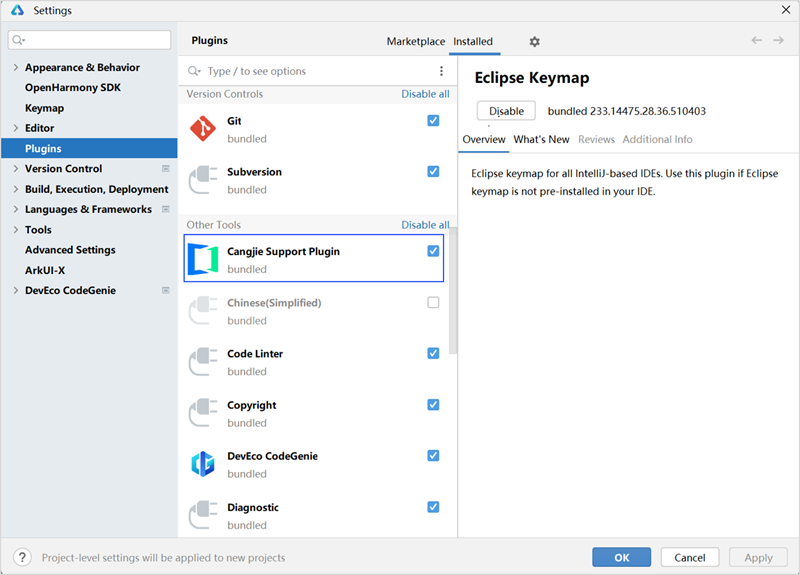 Settings
Plugins
Marketplace
Installed
Appearance & Behavior
OpenHarmony SDK
Keymap
Editor
Plugins
Version Control
Build, Execution, Deployment
Languages & Frameworks
Tools
Advanced Settings
ArkUI-X
DevEco CodeGenie
Type / to see options
Version Controls
Disable all
Git
bundled
Subversion
bundled
Other Tools
Disable all
Cangjie Support Plugin
bundled
Chinese(Simplified)
bundled
Code Linter
bundled
Copyright
bundled
DevEco CodeGenie
bundled
Diagnostic
bundled
Eclipse Keymap
Disable
bundled 233.14475.28.36.510403
Overview
What's New
Reviews
Additional Info
Eclipse keymap for all IntelliJ-based IDEs. Use this plugin if Eclipse
keymap is not pre-installed in your IDE.
? Project-level settings will be applied to new projects
OK
Cancel
Apply